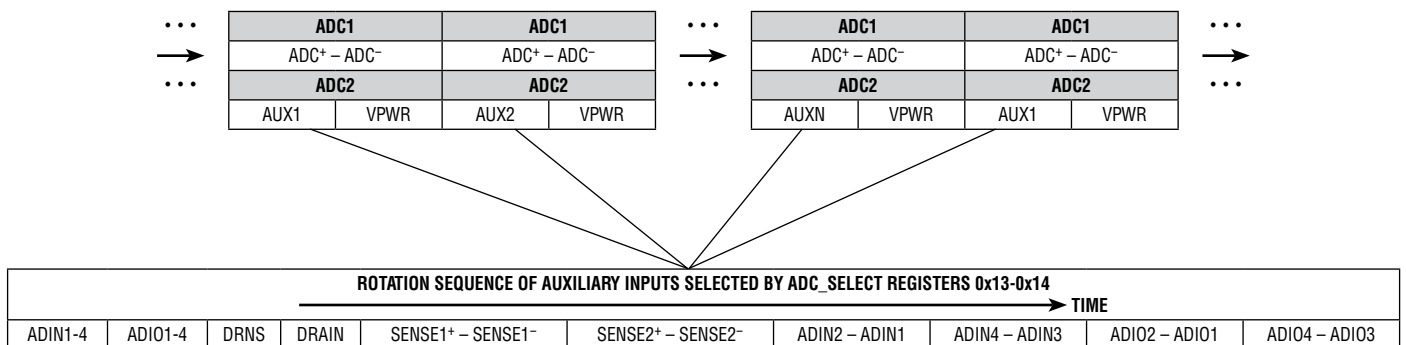 • • • ADC1 ADC1 • • • ADC1 ADC1 • • •
ADC⁺ – ADC⁻ ADC⁺ – ADC⁻ ADC⁺ – ADC⁻ ADC⁺ – ADC⁻
• • • ADC2 ADC2 • • • ADC2 ADC2 • • •
AUX1 VPWR AUX2 VPWR AUXN VPWR AUX1 VPWR
ROTATION SEQUENCE OF AUXILIARY INPUTS SELECTED BY ADC_SELECT REGISTERS 0x13-0x14
TIME
ADIN1-4 ADIO1-4 DRNS DRAIN SENSE1⁺ – SENSE1⁻ SENSE2⁺ – SENSE2⁻ ADIN2 – ADIN1 ADIN4 – ADIN3 ADIO2 – ADIO1 ADIO4 – ADIO3